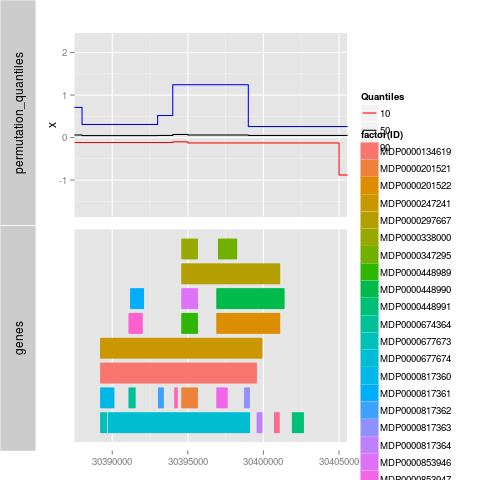 permutation_quantiles
x
2
1
0
-1
genes
30390000
30395000
30400000
30405000
Quantiles
10
50
90
factor(ID)
MDP0000134619
MDP0000201521
MDP0000201522
MDP0000247241
MDP0000297667
MDP0000338000
MDP0000347295
MDP0000448989
MDP0000448990
MDP0000448991
MDP0000674364
MDP0000677673
MDP0000677674
MDP0000817360
MDP0000817361
MDP0000817362
MDP0000817363
MDP0000817364
MDP0000853946
MDP0000853947